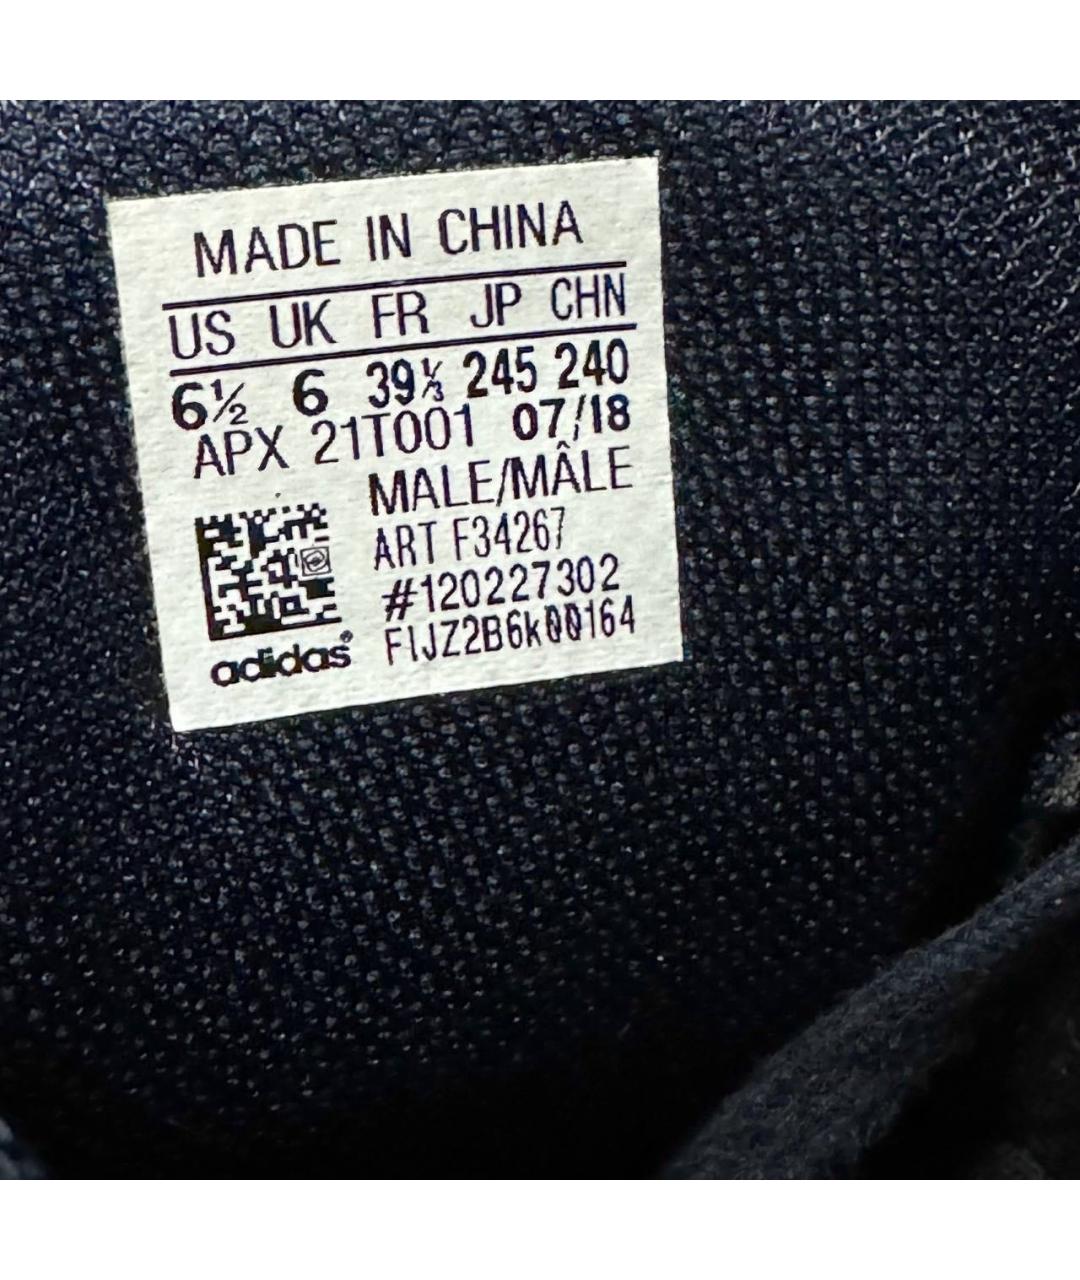 MADE IN CHINA
US UK FR JP CHN
6½ 6 39⅓ 245 240
APX 21T001 07/18
MALE/MÂLE
ART F34267
#120227302
FIJZ2B6k00164
adidas®